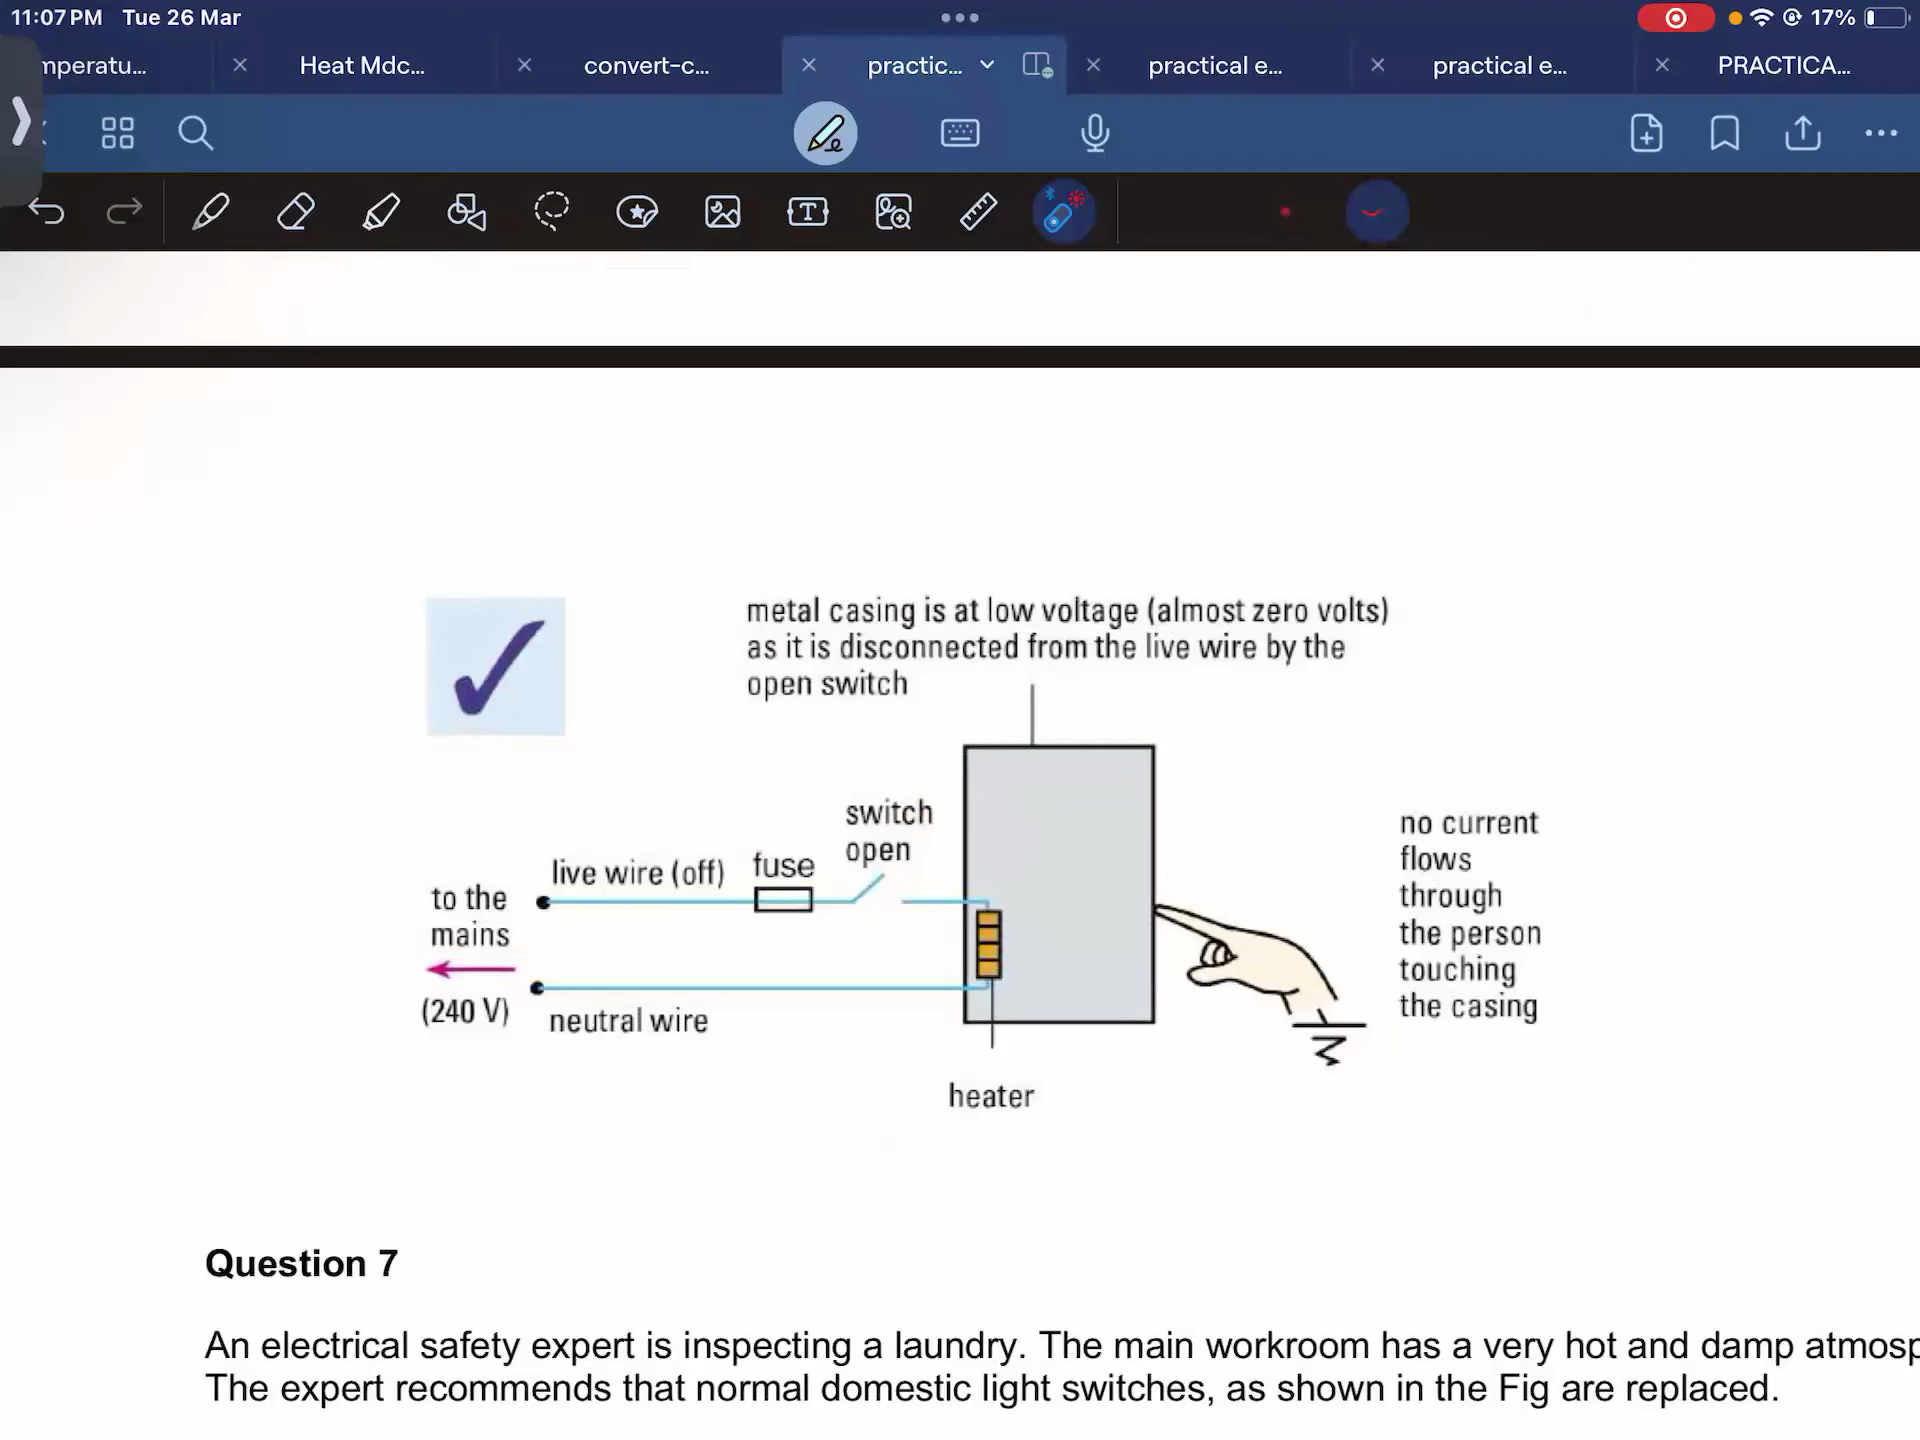 11:07 PM Tue 26 Mar
17%
mperatu...
Heat Mdc...
convert-c...
practic...
practical e...
practical e...
PRACTICA...
metal casing is at low voltage (almost zero volts)
as it is disconnected from the live wire by the
open switch
switch
open
live wire (off)
fuse
to the
mains
(240 V)
neutral wire
heater
no current
flows
through
the person
touching
the casing
Question 7
An electrical safety expert is inspecting a laundry. The main workroom has a very hot and damp atmosp
The expert recommends that normal domestic light switches, as shown in the Fig are replaced.